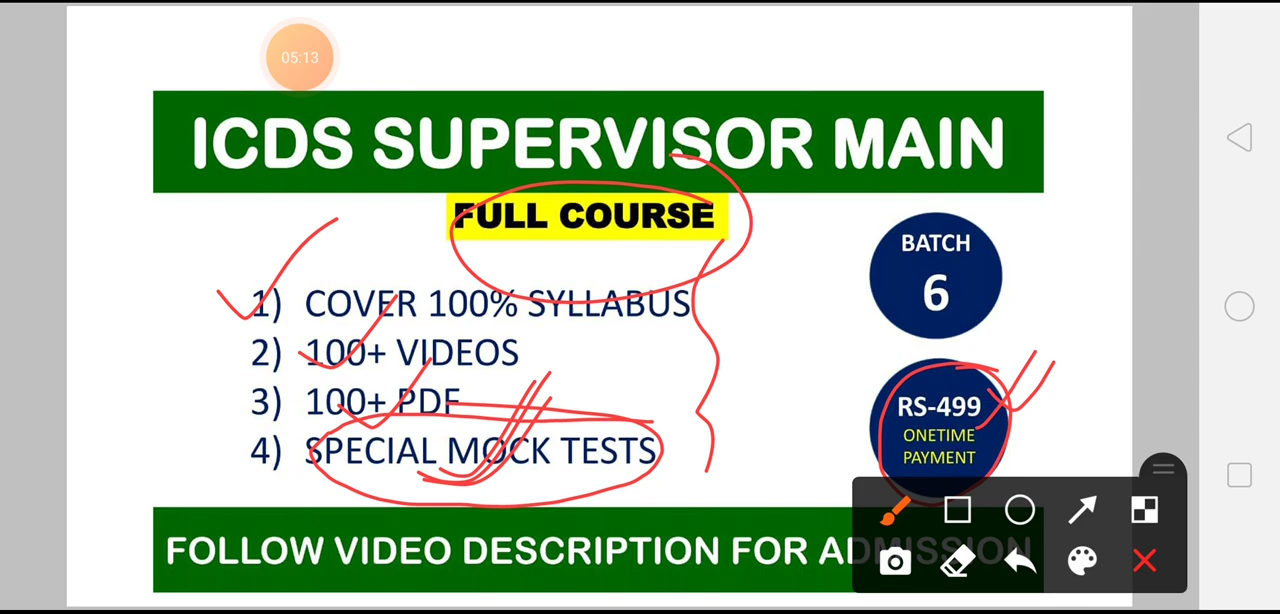 05:13
ICDS SUPERVISOR MAIN
FULL COURSE
BATCH
6
1) COVER 100% SYLLABUS
2) 100+ VIDEOS
3) 100+ PDF
4) SPECIAL MOCK TESTS
RS-499
ONETIME
PAYMENT
FOLLOW VIDEO DESCRIPTION FOR ADMISSION